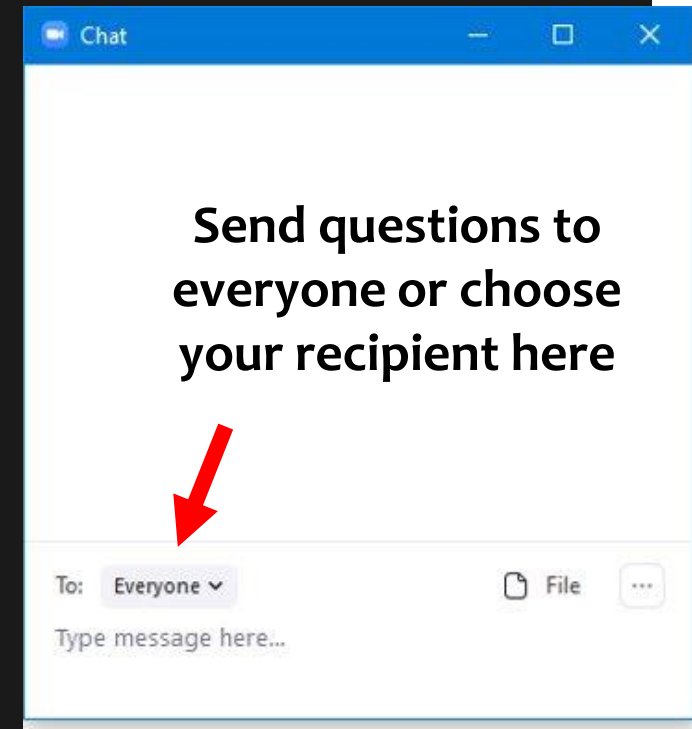 Chat
Send questions to
everyone or choose
your recipient here
To: Everyone File ...
Type message here...